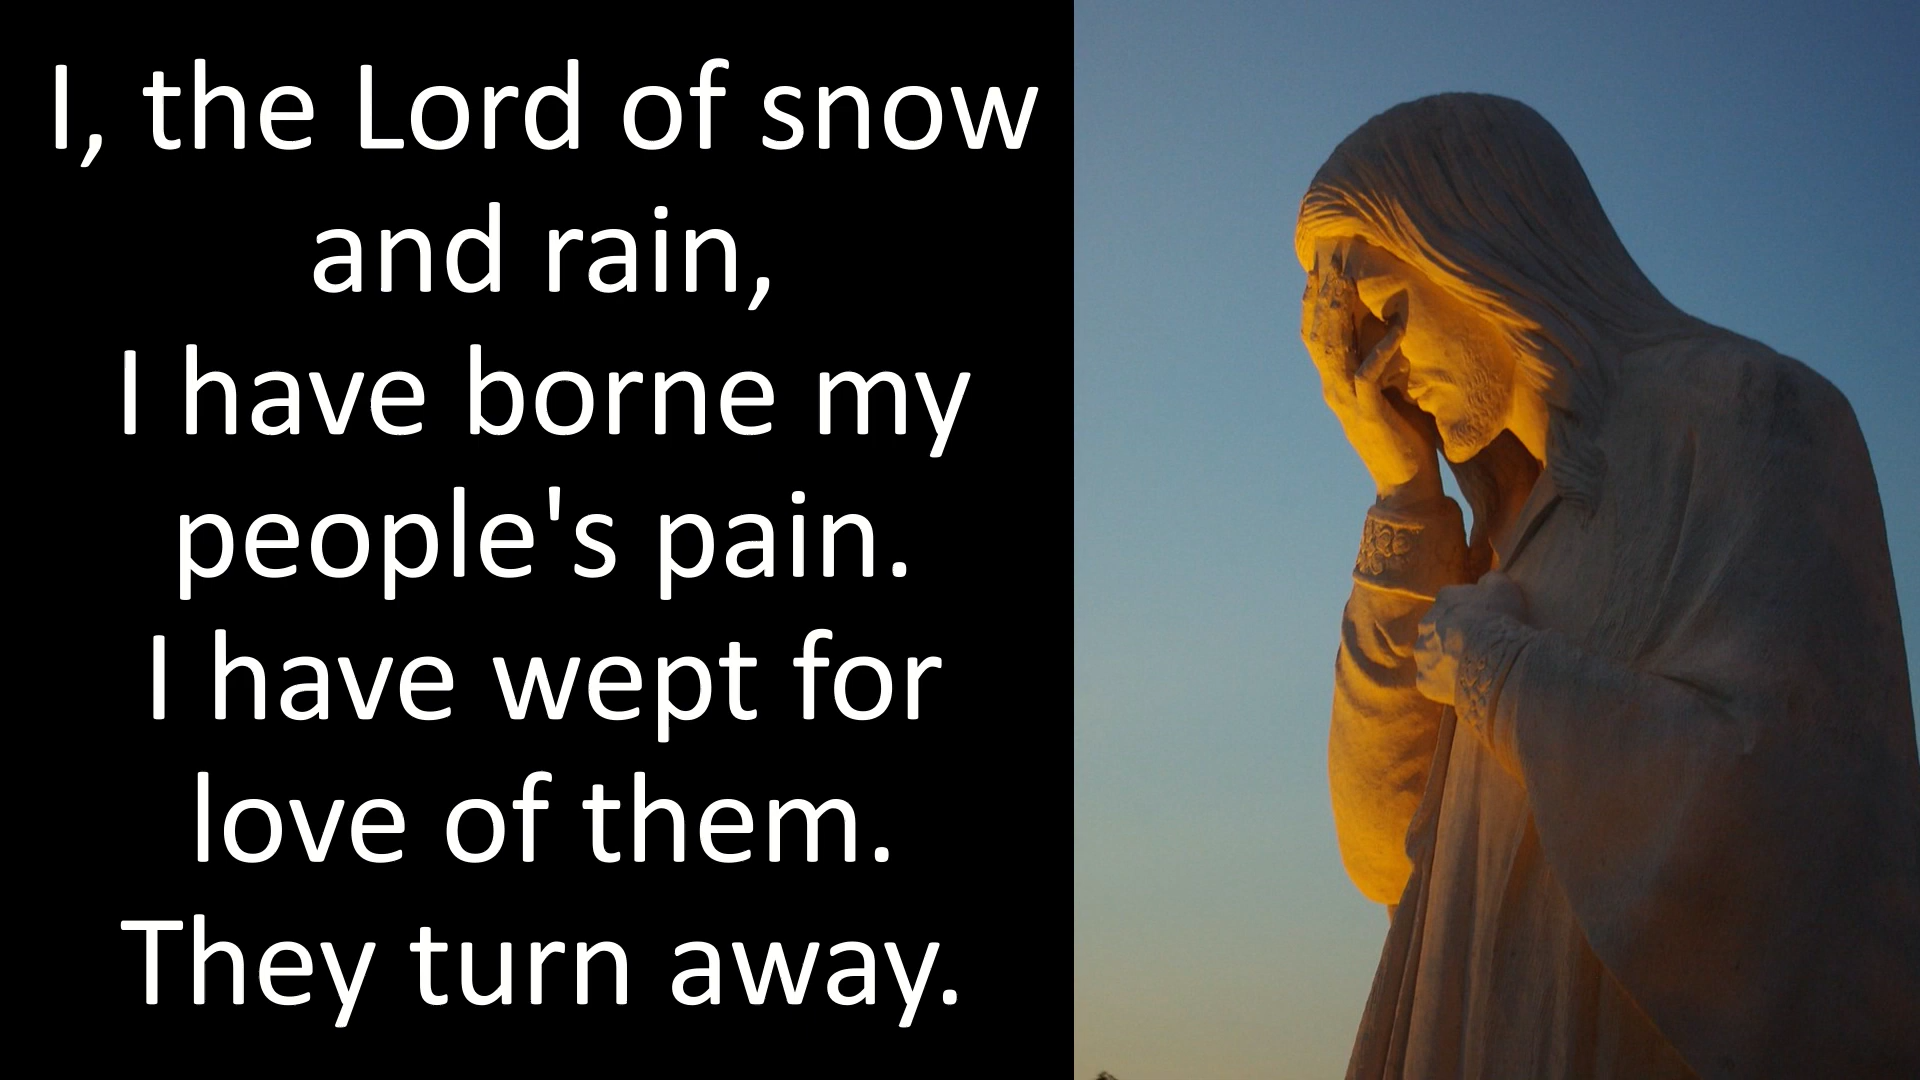 I, the Lord of snow
and rain,
I have borne my
people's pain.
I have wept for
love of them.
They turn away.